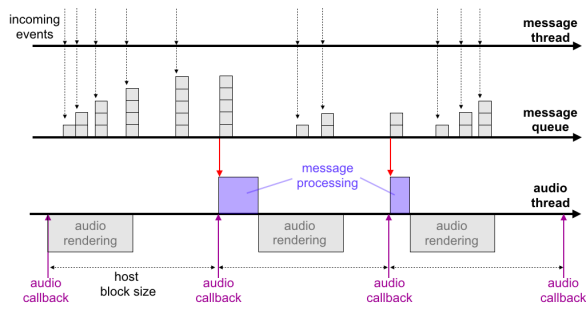 incoming
events
message
thread
message
queue
message
processing
audio
thread
audio
rendering
audio
rendering
audio
rendering
host
block size
audio
callback
audio
callback
audio
callback
audio
callback